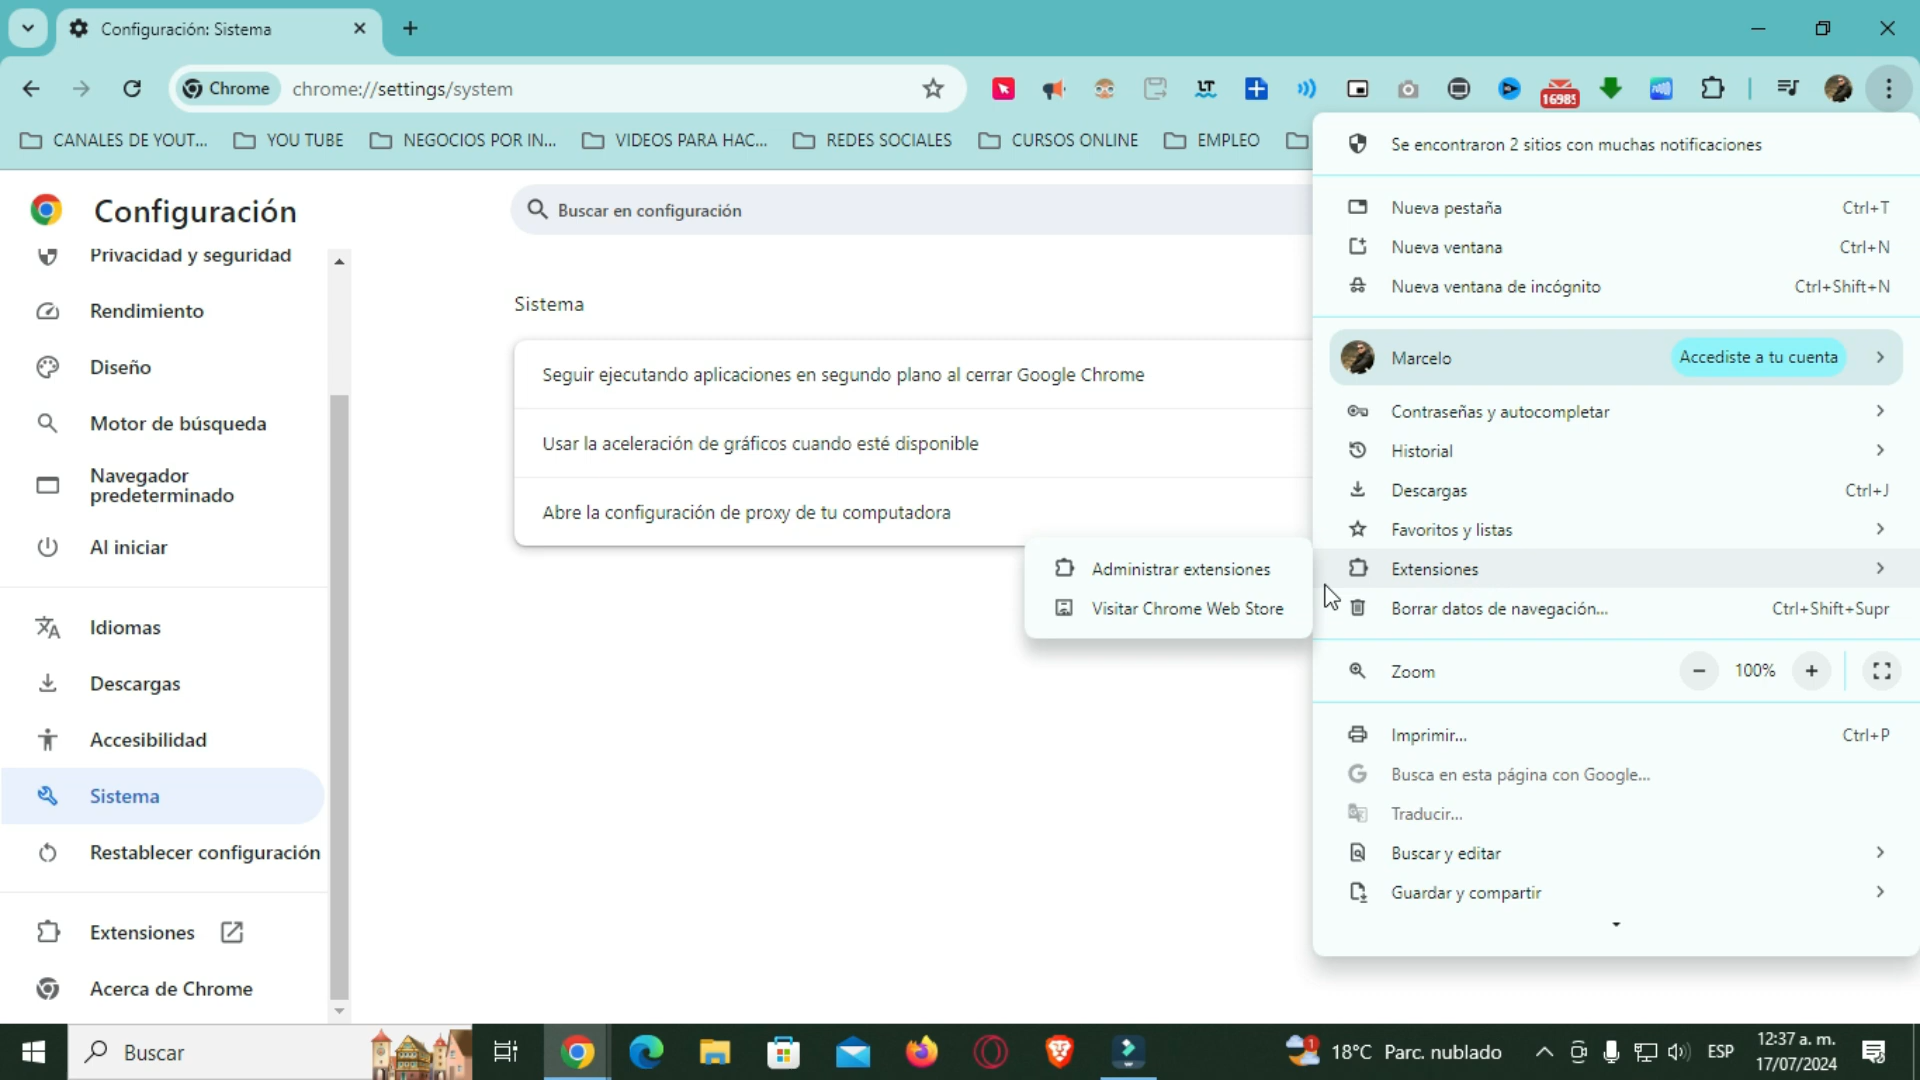 Configuración: Sistema
Chrome
chrome://settings/system
LT
16985
CANALES DE YOUT...
YOU TUBE
NEGOCIOS POR IN...
VIDEOS PARA HAC...
REDES SOCIALES
CURSOS ONLINE
EMPLEO
Configuración
Buscar en configuración
Privacidad y seguridad
Rendimiento
Diseño
Motor de búsqueda
Navegador
predeterminado
Al iniciar
Idiomas
Descargas
Accesibilidad
Sistema
Restablecer configuración
Extensiones
Acerca de Chrome
Sistema
Seguir ejecutando aplicaciones en segundo plano al cerrar Google Chrome
Usar la aceleración de gráficos cuando esté disponible
Abre la configuración de proxy de tu computadora
Administrar extensiones
Visitar Chrome Web Store
Se encontraron 2 sitios con muchas notificaciones
Nueva pestaña Ctrl+T
Nueva ventana Ctrl+N
Nueva ventana de incógnito Ctrl+Shift+N
Marcelo Accediste a tu cuenta
Contraseñas y autocompletar
Historial
Descargas Ctrl+J
Favoritos y listas
Extensiones
Borrar datos de navegación... Ctrl+Shift+Supr
Zoom 100%
Imprimir... Ctrl+P
Busca en esta página con Google...
Traducir...
Buscar y editar
Guardar y compartir
Buscar
1
18°C Parc. nublado
ESP
12:37 a. m.
17/07/2024